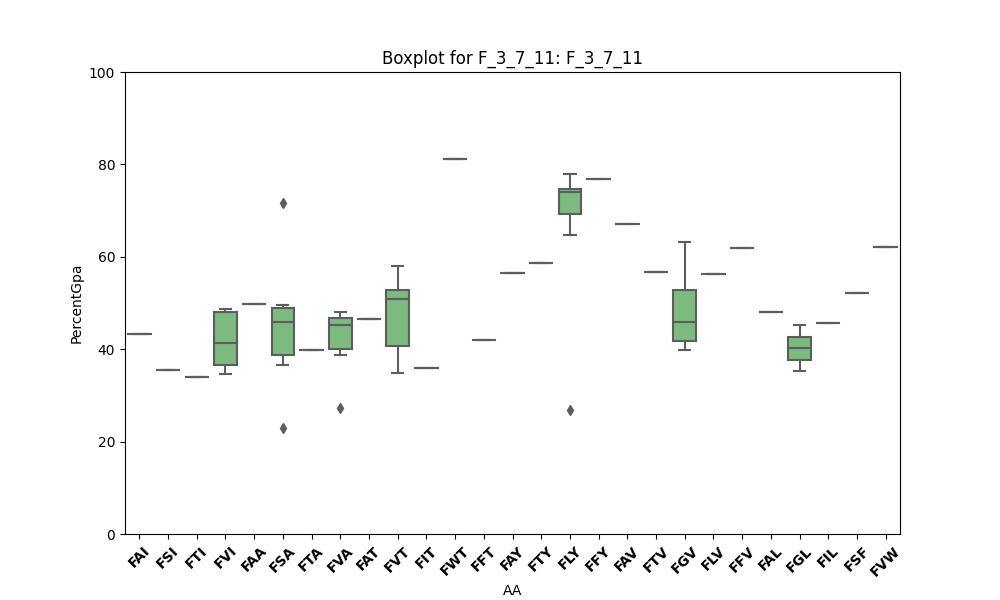 Boxplot for F_3_7_11: F_3_7_11
100
80
60
40
20
0
PercentGpa
FAI FSI FTI FVI FAA FSA FTA FVA FAT FVT FIT FWT FFT FAY FTY FLY FFY FAV FTV FGV FLV FFV FAL FGL FIL FSF FVW
AA